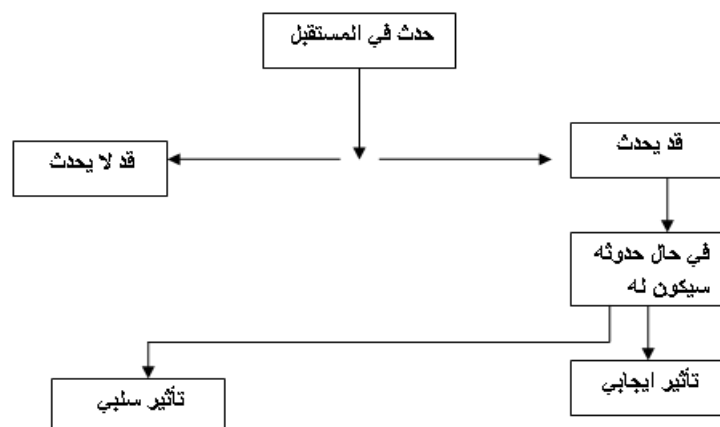 حدث في المستقبل
قد يحدث
قد لا يحدث
في حال حدوثه
سيكون له
تأثير ايجابي
تأثير سلبي